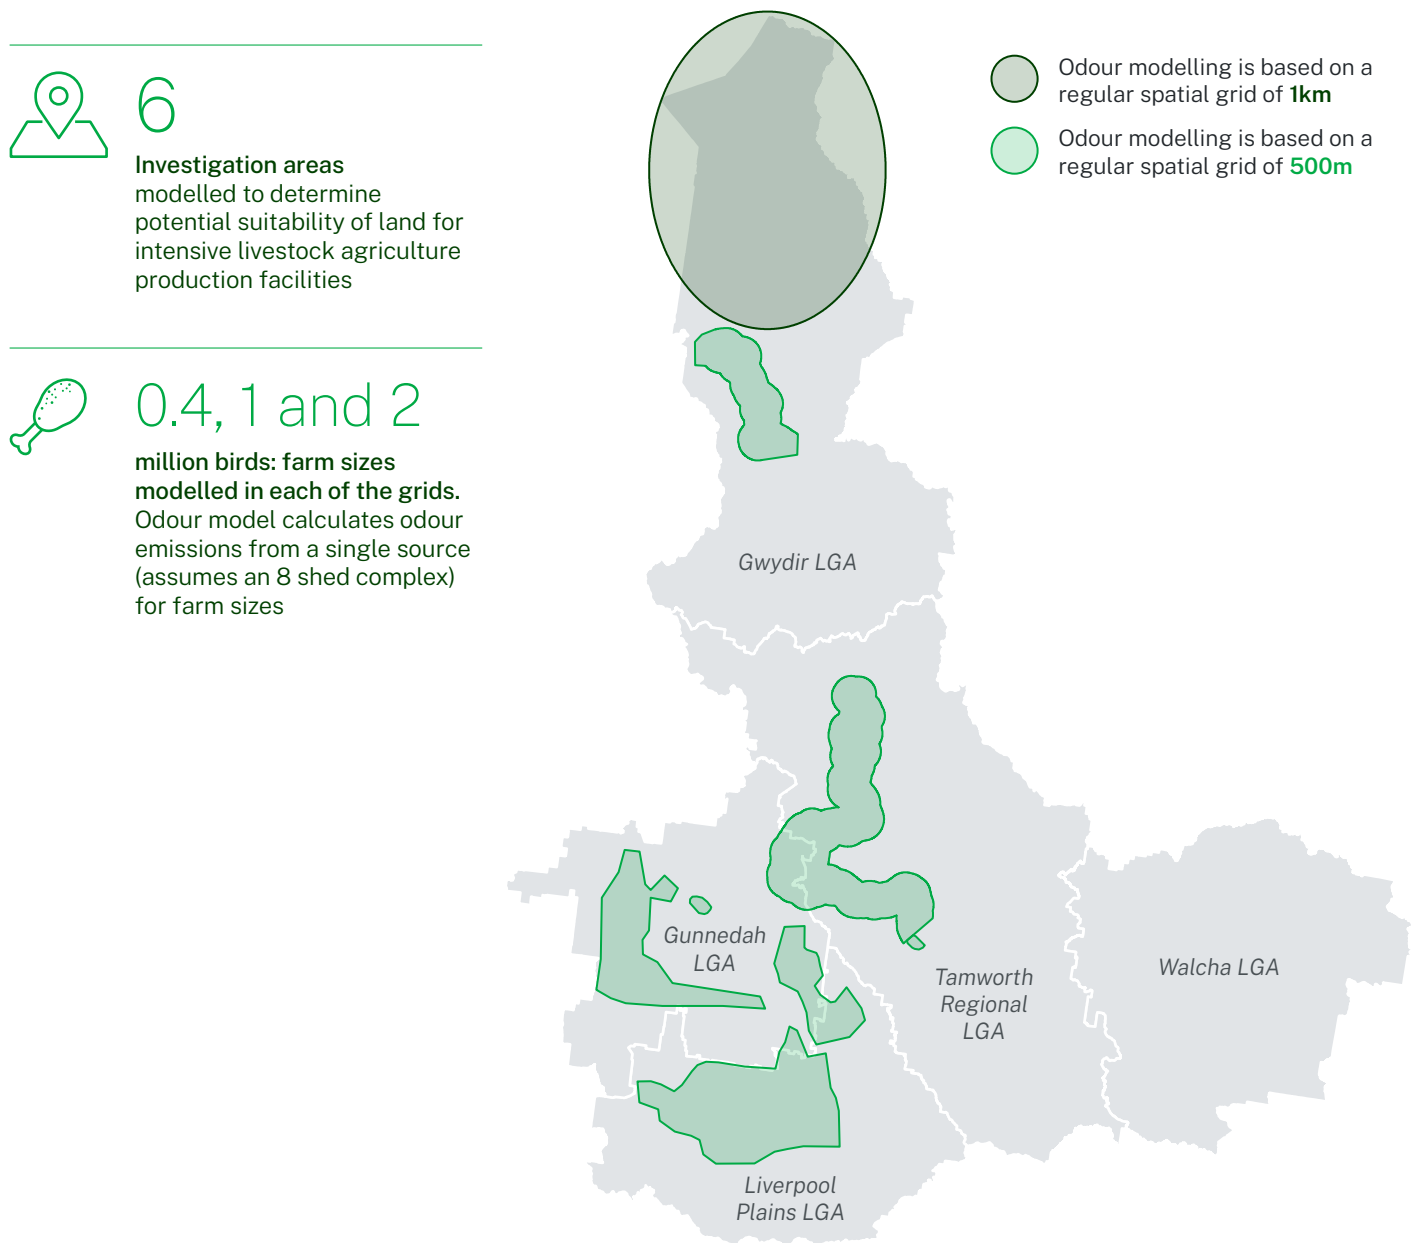 6
Investigation areas
modelled to determine
potential suitability of land for
intensive livestock agriculture
production facilities
0.4, 1 and 2
million birds: farm sizes
modelled in each of the grids.
Odour model calculates odour
emissions from a single source
(assumes an 8 shed complex)
for farm sizes
Odour modelling is based on a
regular spatial grid of 1km
Odour modelling is based on a
regular spatial grid of 500m
Gwydir LGA
Gunnedah
LGA
Tamworth
Regional
LGA
Walcha LGA
Liverpool
Plains LGA